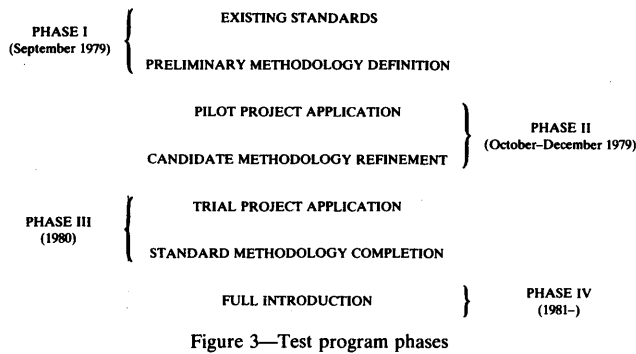 EXISTING STANDARDS
PHASE I
(September 1979)
PRELIMINARY METHODOLOGY DEFINITION
PILOT PROJECT APPLICATION
PHASE II
(October–December 1979)
CANDIDATE METHODOLOGY REFINEMENT
TRIAL PROJECT APPLICATION
PHASE III
(1980)
STANDARD METHODOLOGY COMPLETION
FULL INTRODUCTION
PHASE IV
(1981–)
Figure 3—Test program phases